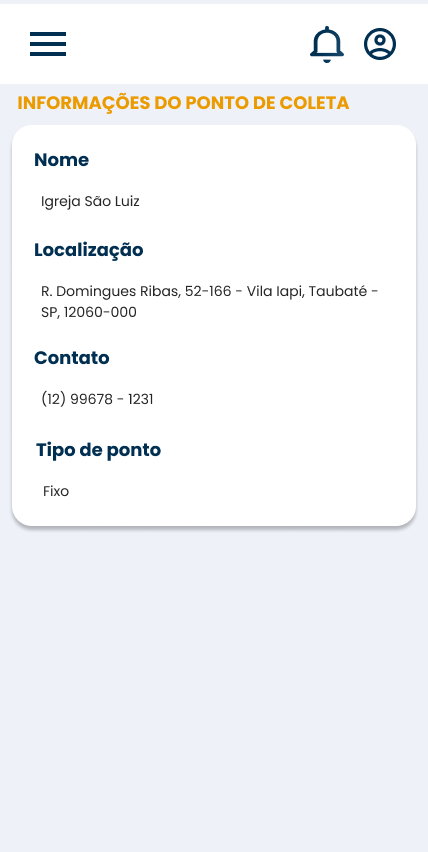 INFORMAÇÕES DO PONTO DE COLETA
Nome
Igreja São Luiz
Localização
R. Domingues Ribas, 52-166 - Vila Iapi, Taubaté -
SP, 12060-000
Contato
(12) 99678 - 1231
Tipo de ponto
Fixo